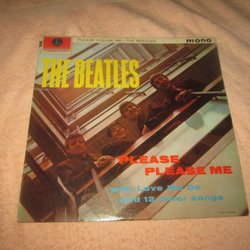 PLEASE PLEASE ME • THE BEATLES
mono
THE BEATLES
PLEASE
PLEASE ME
with Love Me Do
and 12 other songs